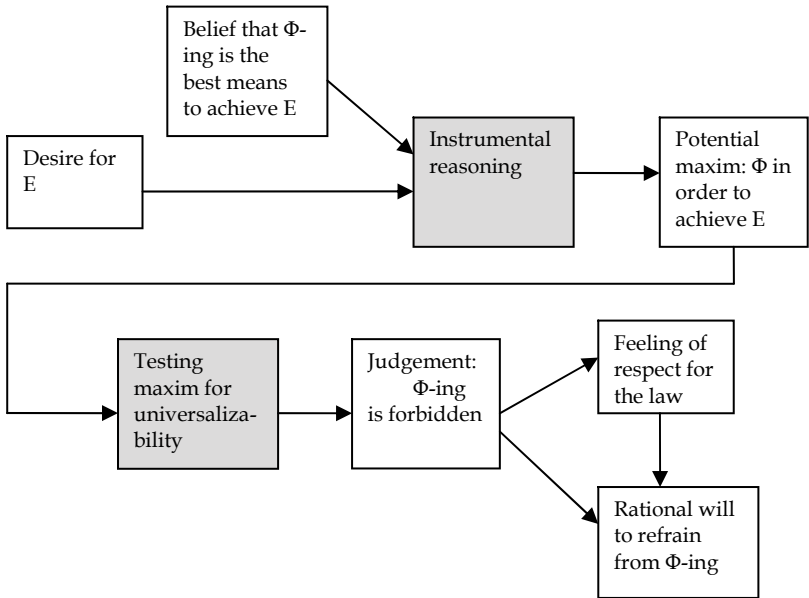 Belief that Φ-
ing is the
best means
to achieve E
Desire for
E
Instrumental
reasoning
Potential
maxim: Φ in
order to
achieve E
Testing
maxim for
universaliza-
bility
Judgement:
Φ-ing
is forbidden
Feeling of
respect for
the law
Rational will
to refrain
from Φ-ing